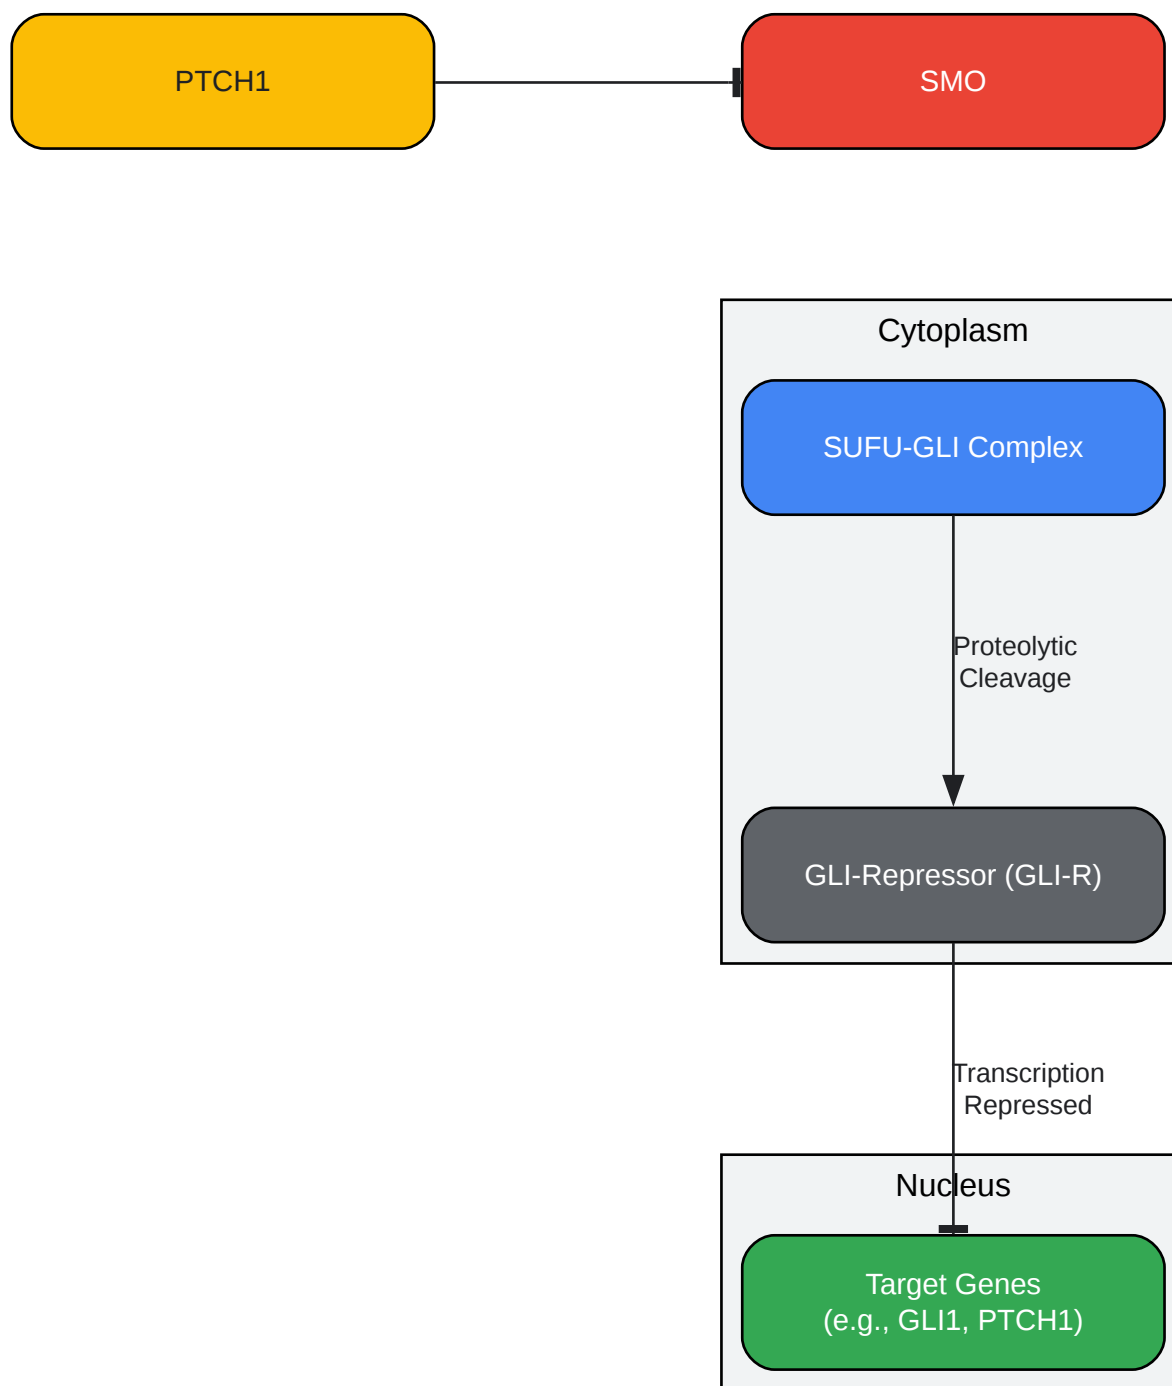 PTCH1
SMO
Cytoplasm
SUFU-GLI Complex
Proteolytic
Cleavage
GLI-Repressor (GLI-R)
Transcription
Repressed
Nucleus
Target Genes
(e.g., GLI1, PTCH1)